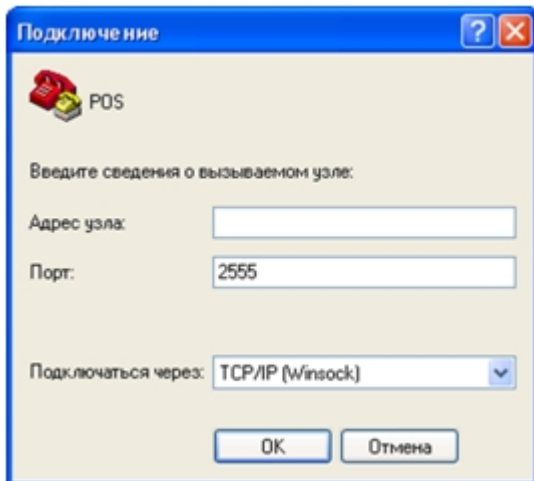 Подключение
POS
Введите сведения о вызываемом узле:
Адрес узла:
Порт: 2555
Подключаться через: TCP/IP (Winsock)
OK Отмена